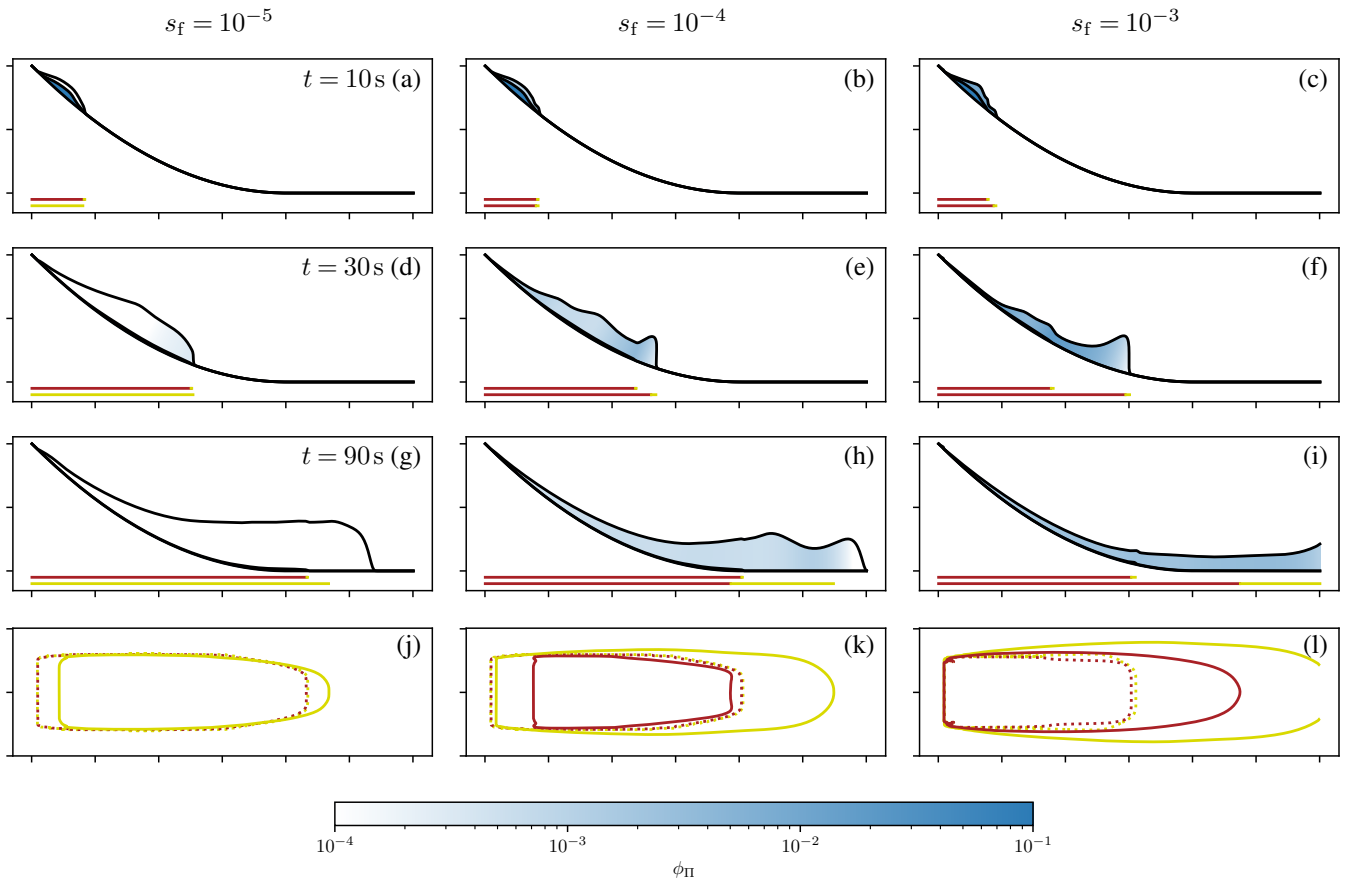 s_f = 10^{-5} s_f = 10^{-4} s_f = 10^{-3}
t = 10 s (a) (b) (c)
t = 30 s (d) (e) (f)
t = 90 s (g) (h) (i)
(j) (k) (l)
10^{-4} 10^{-3} 10^{-2} 10^{-1}
ϕ_Π